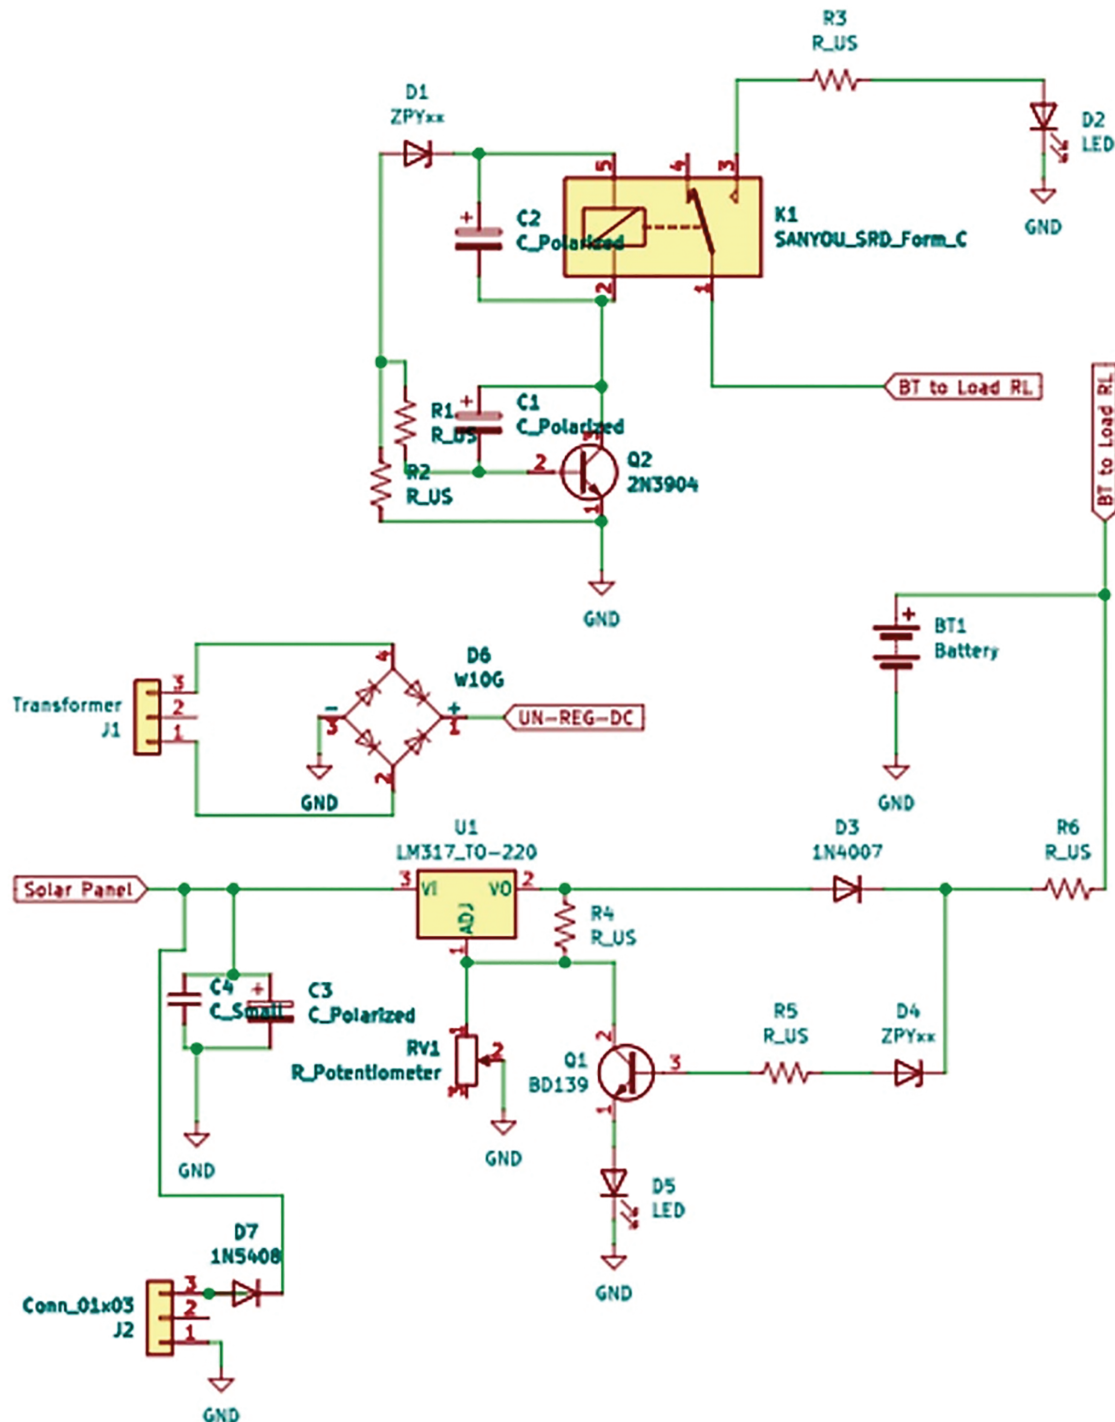 R3
R_US
D1
ZPY××
D2
LED
GND
5
4
3
K1
SANYOU_SRD_Form_C
+
C2
C_Polarized
2
1
BT to Load RL
BT to Load RL
R1
R_US
+
C1
C_Polarized
3
Q2
2N3904
2
1
R2
R_US
GND
+
BT1
Battery
GND
Transformer
J1
3
2
1
D6
W10G
4
-
3
+
1
2
UN-REG-DC
GND
U1
LM317_TO-220
3
VI
VO
2
ADJ
1
D3
1N4007
R6
R_US
Solar Panel
R4
R_US
C4
C_Small
+
C3
C_Polarized
GND
RV1
R_Potentiometer
1
2
3
GND
2
Q1
BD139
3
1
R5
R_US
D4
ZPY××
D5
LED
GND
D7
1N5408
Conn_01x03
J2
3
2
1
GND